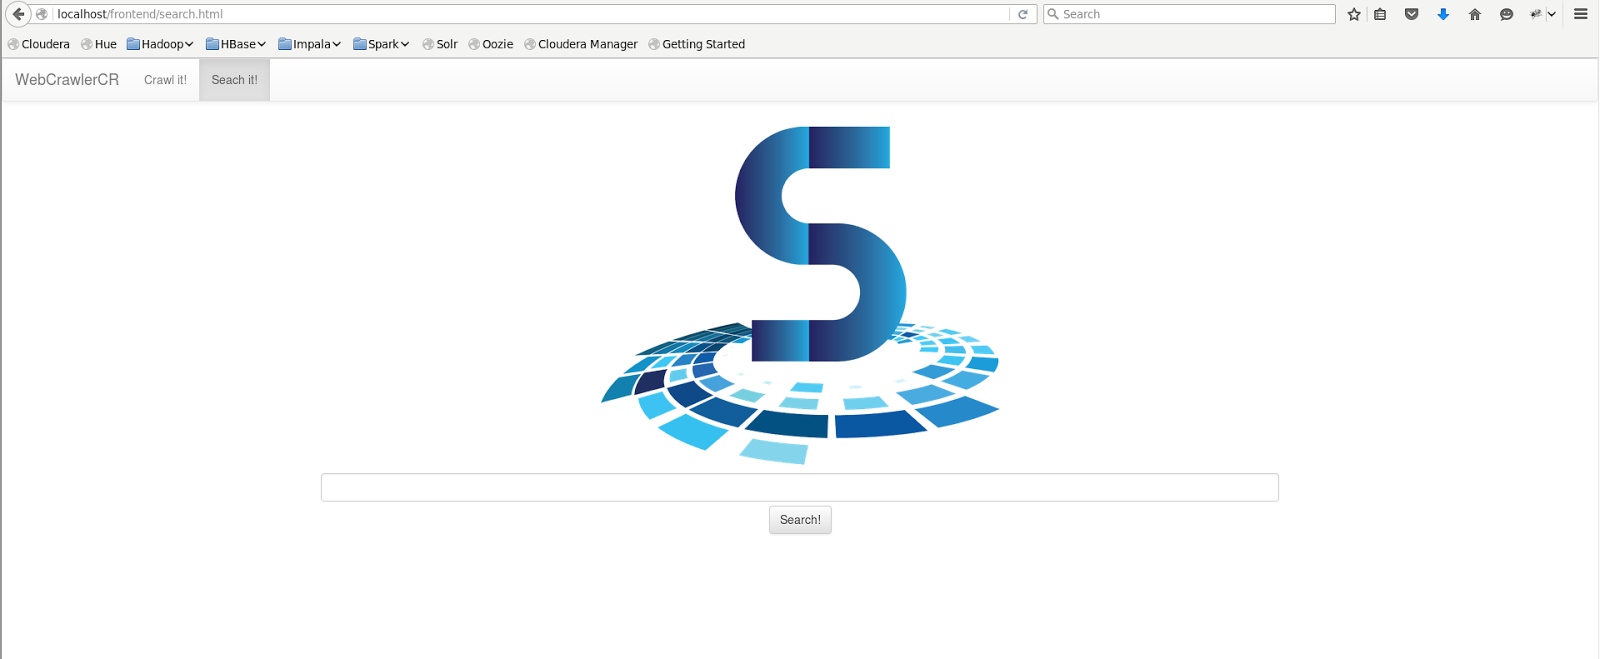 localhost/frontend/search.html Search
Cloudera Hue Hadoop HBase Impala Spark Solr Oozie Cloudera Manager Getting Started
WebCrawlerCR Crawl it! Seach it!
S
Search!